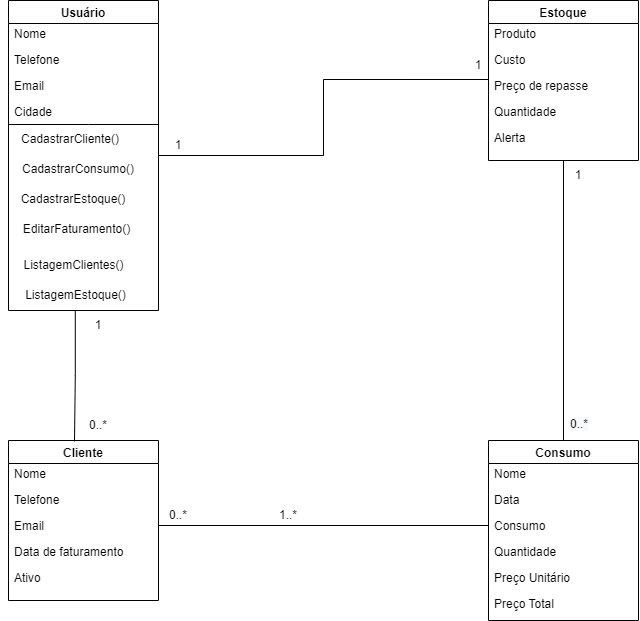 Usuário
Nome
Telefone
Email
Cidade
CadastrarCliente()
CadastrarConsumo()
CadastrarEstoque()
EditarFaturamento()
ListagemClientes()
ListagemEstoque()
1
1
Estoque
Produto
Custo
Preço de repasse
Quantidade
Alerta
1
1
0..*
0..*
Cliente
Nome
Telefone
Email
Data de faturamento
Ativo
0..*
1..*
Consumo
Nome
Data
Consumo
Quantidade
Preço Unitário
Preço Total